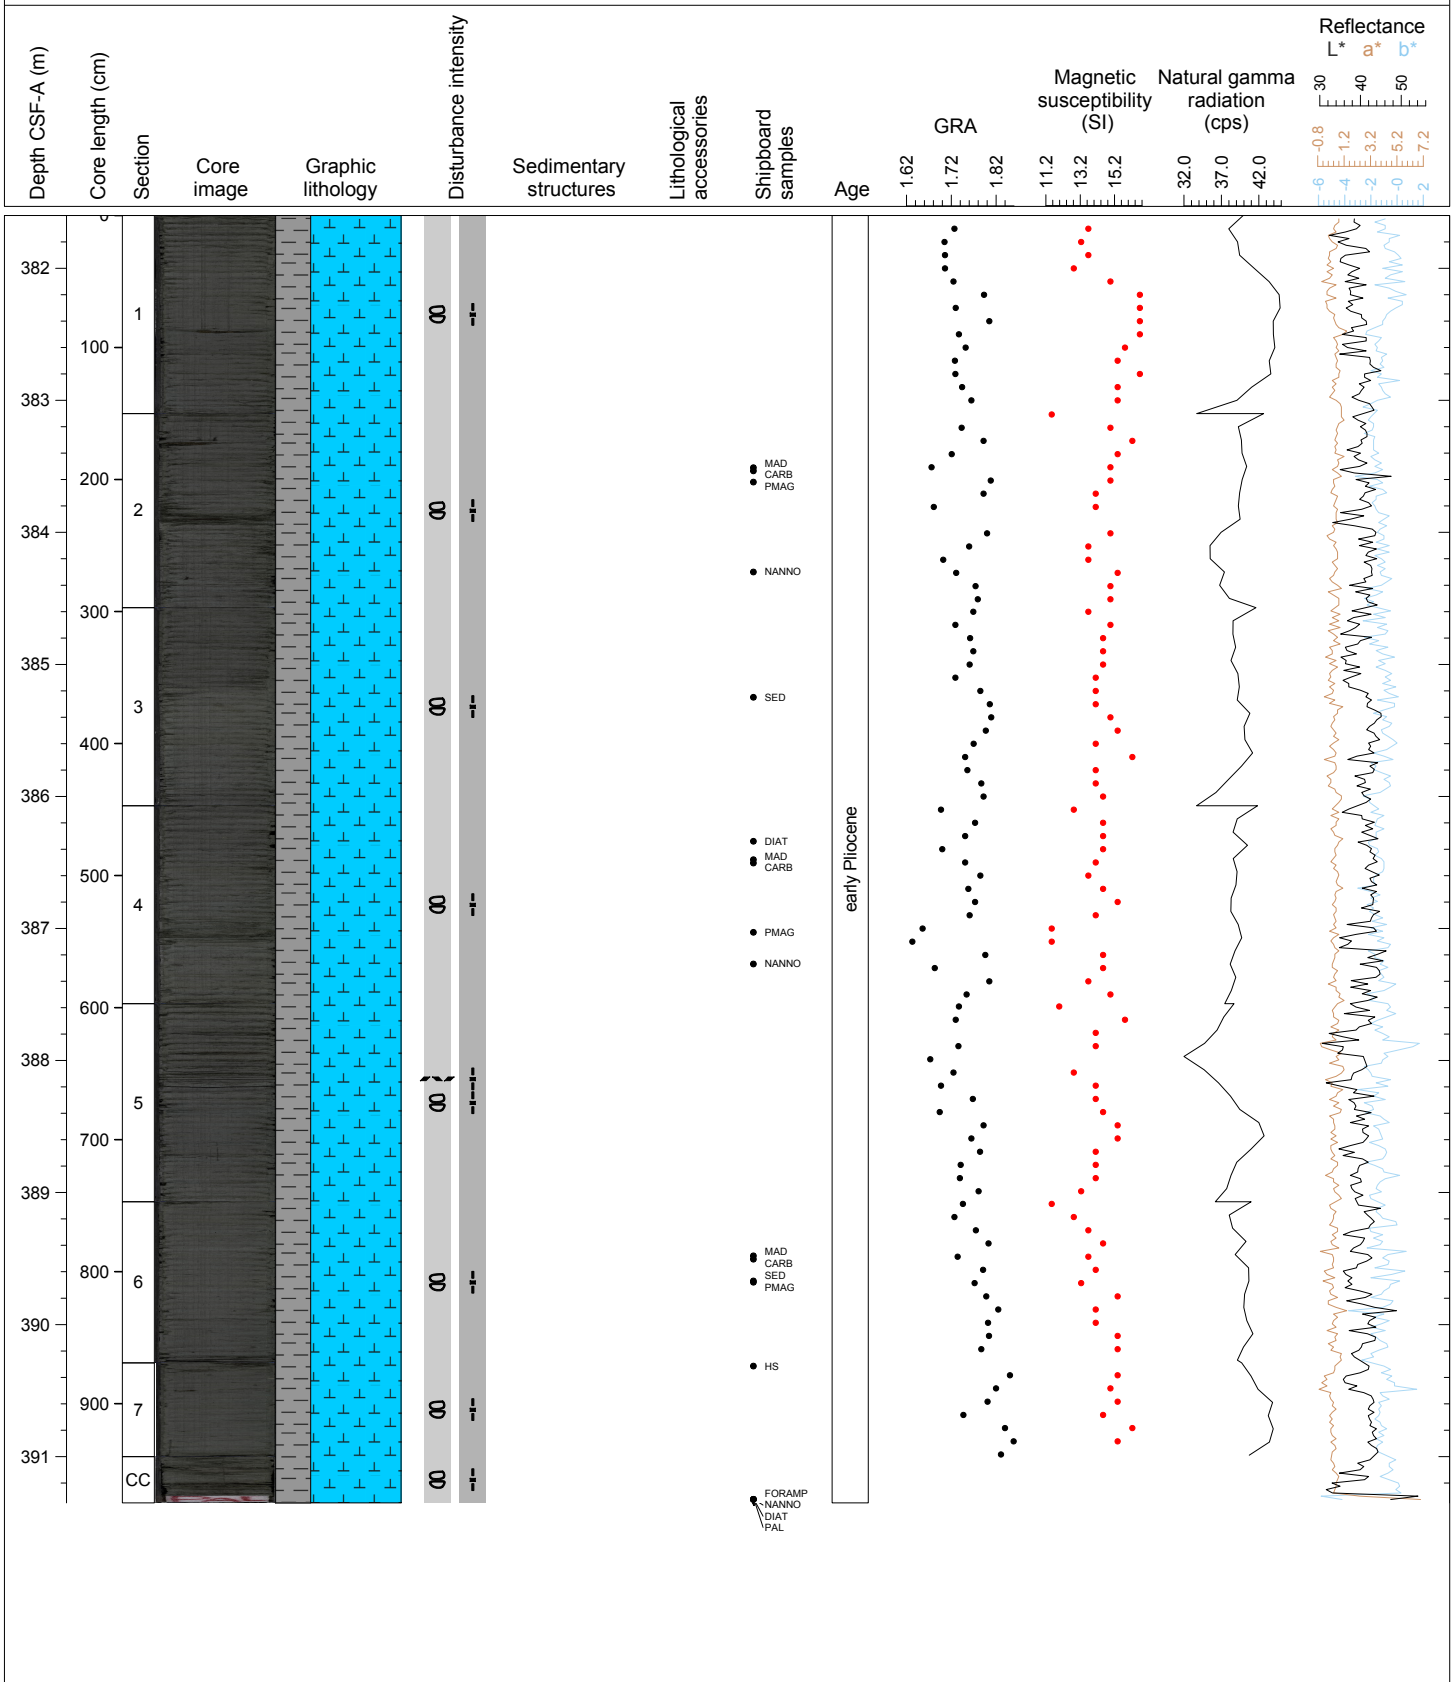 Depth CSF-A (m)
Core length (cm)
Section
Core
image
Graphic
lithology
Disturbance intensity
Sedimentary
structures
Lithological
accessories
Shipboard
samples
Age
GRA
1.62
1.72
1.82
Magnetic
susceptibility
(SI)
11.2
13.2
15.2
Natural gamma
radiation
(cps)
32.0
37.0
42.0
Reflectance
L* a* b*
30
40
50
-0.8
1.2
3.2
5.2
7.2
-6
-4
-2
-0
2
0
382
1
100
383
MAD
200
CARB
PMAG
2
384
NANNO
300
385
SED
3
400
386
DIAT
MAD
500
CARB
4
early Pliocene
387
PMAG
NANNO
600
388
5
700
389
MAD
CARB
800
SED
6
PMAG
390
HS
900
7
391
CC
FORAMP
NANNO
DIAT
PAL